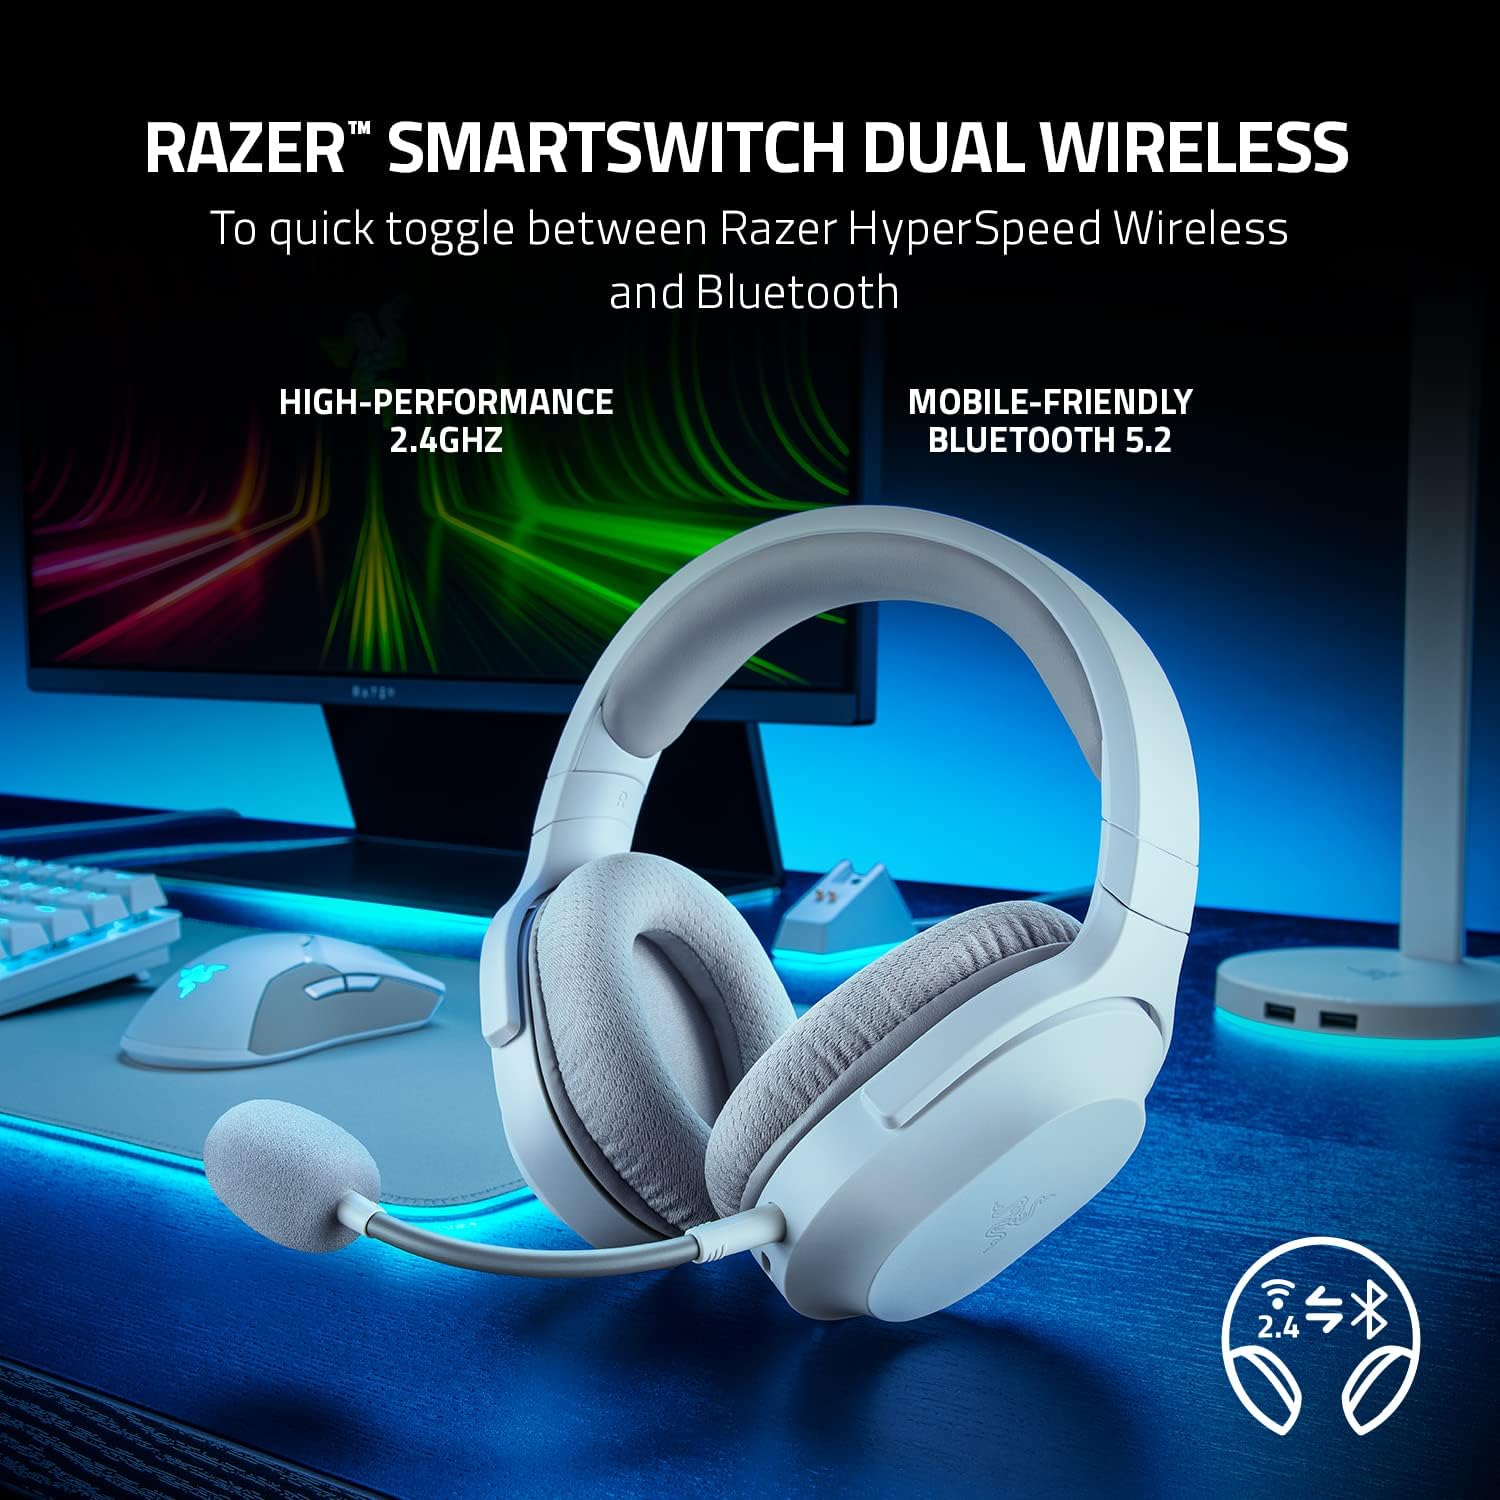 RAZER™ SMARTSWITCH DUAL WIRELESS
To quick toggle between Razer HyperSpeed Wireless
and Bluetooth
HIGH-PERFORMANCE
2.4GHZ
MOBILE-FRIENDLY
BLUETOOTH 5.2
RAZER
R
2.4